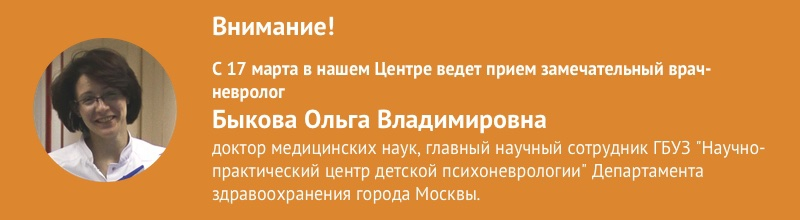 Внимание!
С 17 марта в нашем Центре ведет прием замечательный врач-
невролог
Быкова Ольга Владимировна
доктор медицинских наук, главный научный сотрудник ГБУЗ "Научно-
практический центр детской психоневрологии" Департамента
здравоохранения города Москвы.